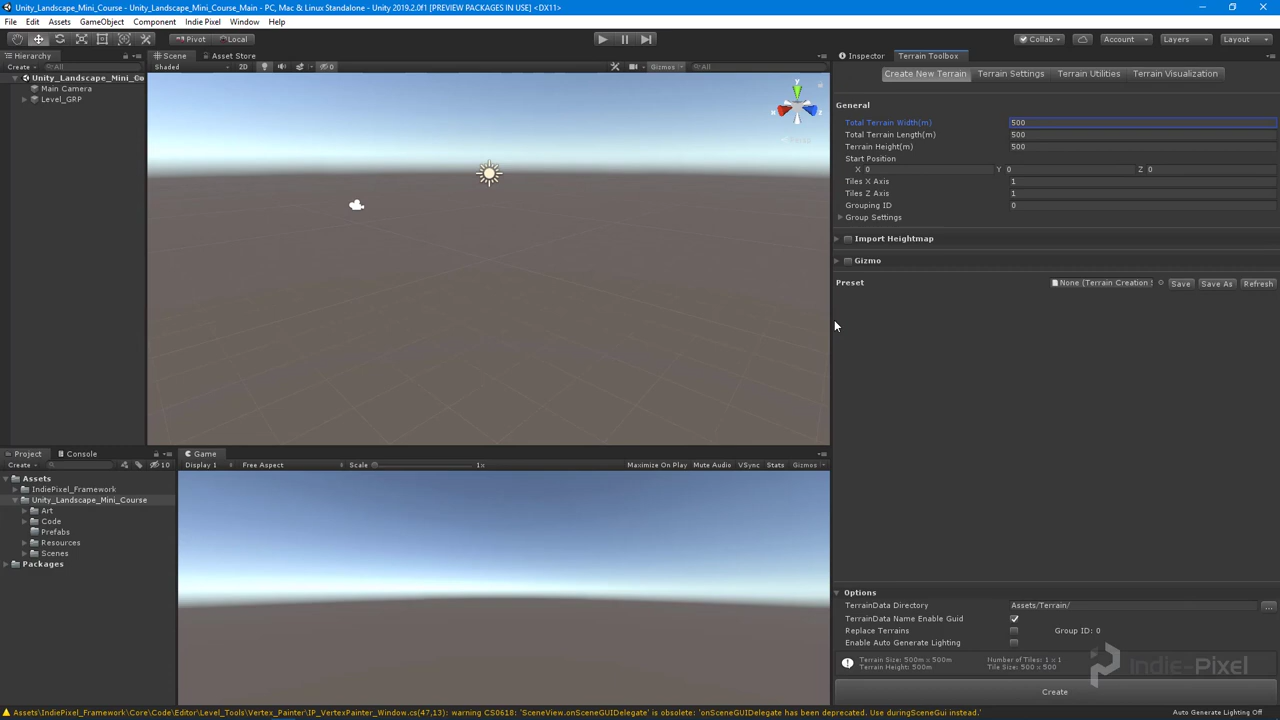 Unity_Landscape_Mini_Course - Unity_Landscape_Mini_Course_Main - PC, Mac & Linux Standalone - Unity 2019.2.0f1 [PREVIEW PACKAGES IN USE] <DX11>
File Edit Assets GameObject Component Indie Pixel Window Help
Pivot Local Collab Account Layers Layout
Hierarchy Scene Asset Store Inspector Terrain Toolbox
Create All Shaded 2D 0 Gizmos All Create New Terrain Terrain Settings Terrain Utilities Terrain Visualization
Unity_Landscape_Mini_Co
Main Camera
Level_GRP
y
x
z
Persp
General
Total Terrain Width(m) 500
Total Terrain Length(m) 500
Terrain Height(m) 500
Start Position
X 0 Y 0 Z 0
Tiles X Axis 1
Tiles Z Axis 1
Grouping ID 0
Group Settings
Import Heightmap
Gizmo
Preset None (Terrain Creation Save Save As Refresh
Project Console Game
Create 10 Display 1 Free Aspect Scale 1x Maximize On Play Mute Audio VSync Stats Gizmos
Assets
IndiePixel_Framework
Unity_Landscape_Mini_Course
Art
Code
Prefabs
Resources
Scenes
Packages
Options
TerrainData Directory Assets/Terrain/ ...
TerrainData Name Enable Guid
Replace Terrains Group ID: 0
Enable Auto Generate Lighting
Terrain Size: 500m x 500m Number of Tiles: 1 x 1
Terrain Height: 500m Tile Size: 500 x 500
Indie-Pixel
Create
Assets\IndiePixel_Framework\Core\Code\Editor\Level_Tools\Vertex_Painter\IP_VertexPainter_Window.cs(47,13): warning CS0618: 'SceneView.onSceneGUIDelegate' is obsolete: 'onSceneGUIDelegate has been deprecated. Use duringSceneGui instead.' Auto Generate Lighting Off